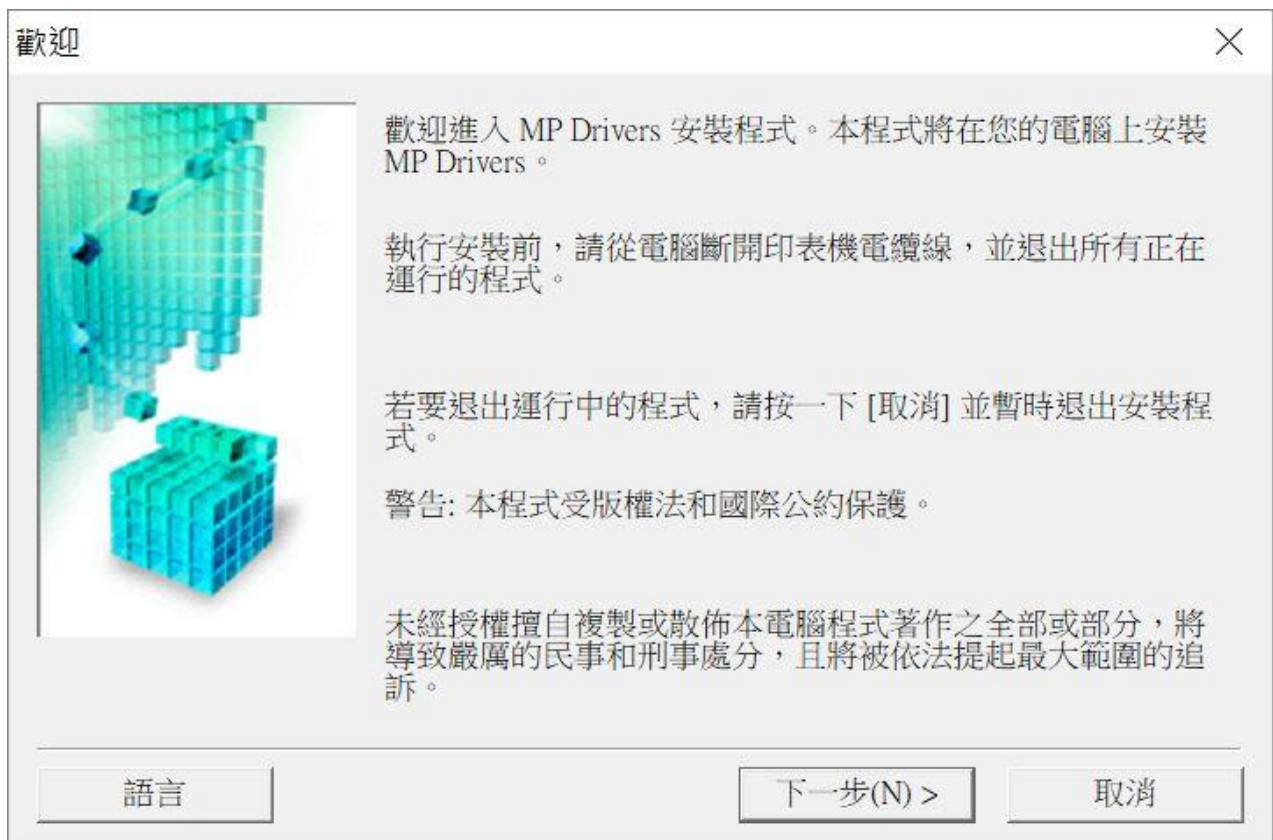 歡迎
歡迎進入 MP Drivers 安裝程式。本程式將在您的電腦上安裝
MP Drivers。
執行安裝前，請從電腦斷開印表機電纜線，並退出所有正在
運行的程式。
若要退出運行中的程式，請按一下 [取消] 並暫時退出安裝程
式。
警告: 本程式受版權法和國際公約保護。
未經授權擅自複製或散佈本電腦程式著作之全部或部分，將
導致嚴厲的民事和刑事處分，且將被依法提起最大範圍的追
訴。
語言
下一步(N) >
取消